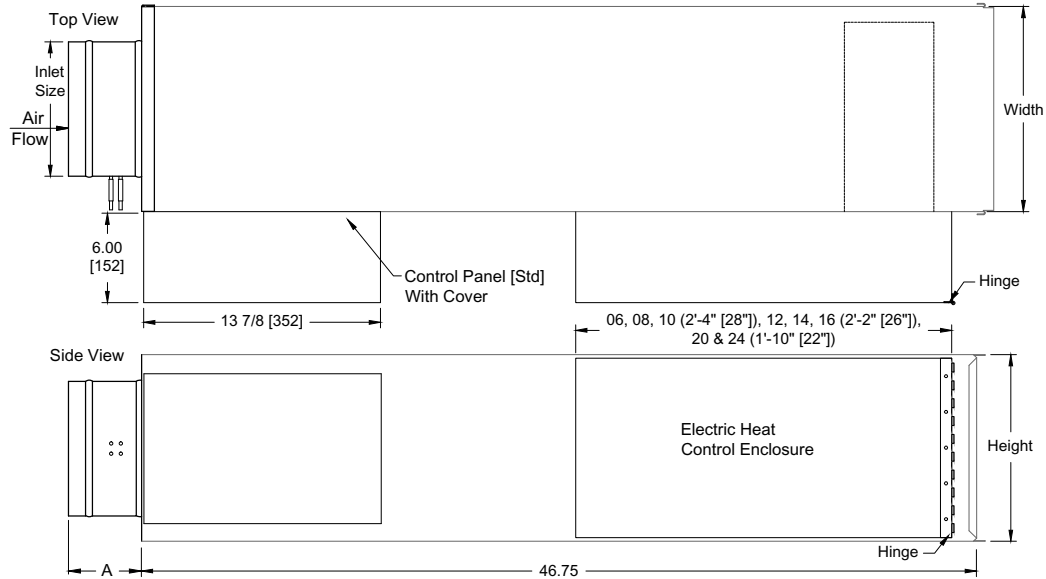 Top View
Inlet
Size
Air
Flow
Width
6.00
[152]
Control Panel [Std]
With Cover
Hinge
13 7/8 [352]
06, 08, 10 (2'-4" [28"]), 12, 14, 16 (2'-2" [26"]),
20 & 24 (1'-10" [22"])
Side View
Electric Heat
Control Enclosure
Height
Hinge
A
46.75